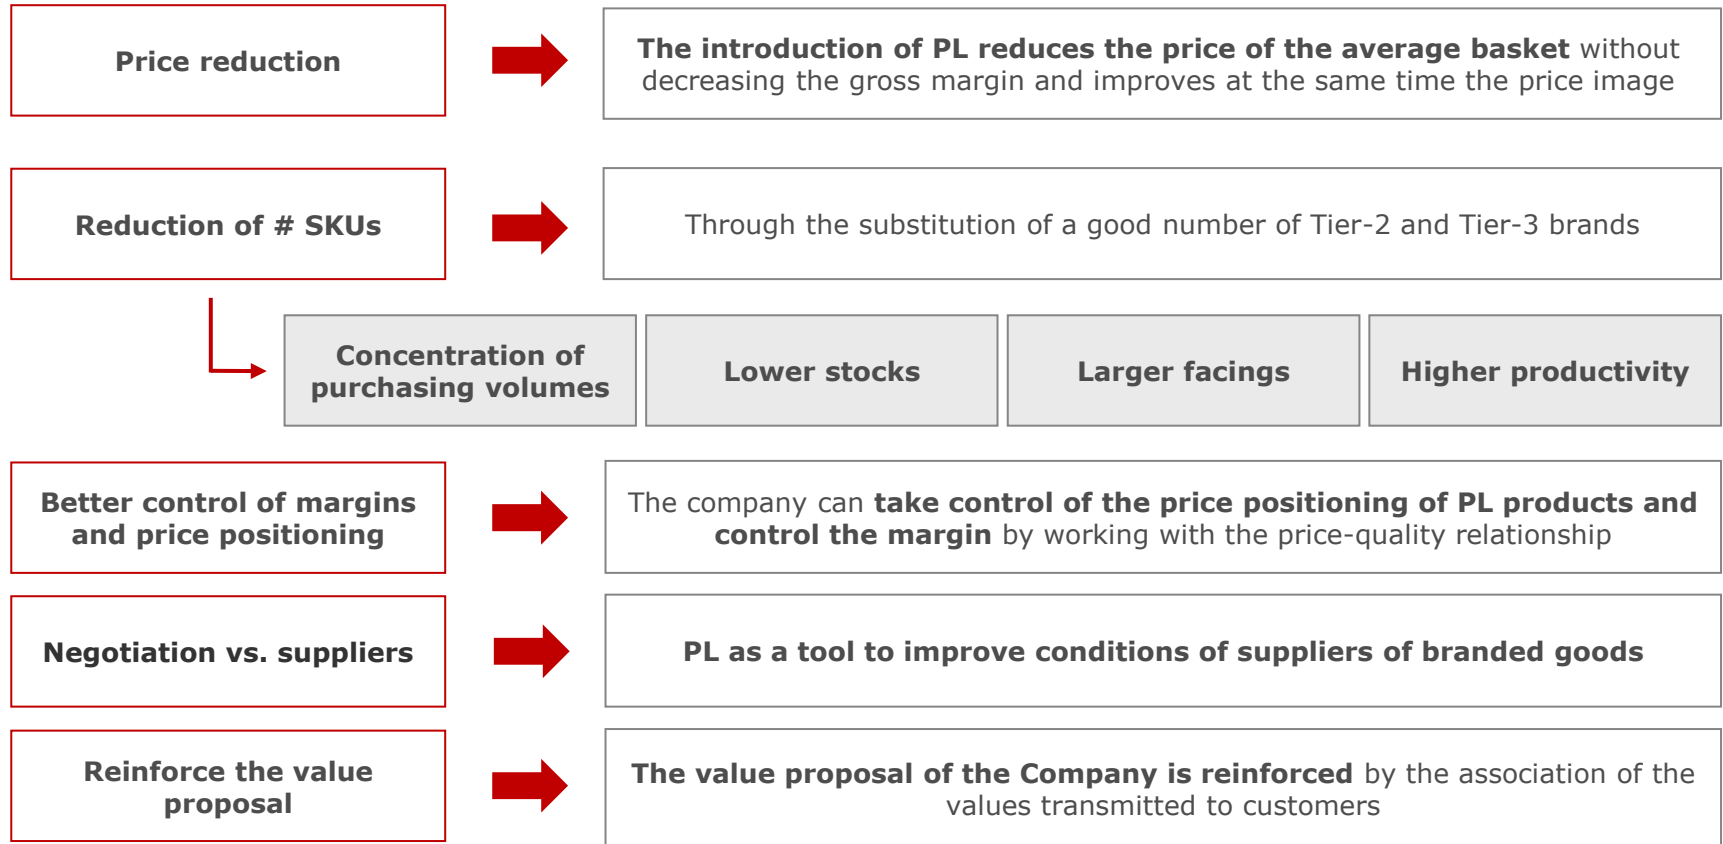 Price reduction
The introduction of PL reduces the price of the average basket without
decreasing the gross margin and improves at the same time the price image
Reduction of # SKUs
Through the substitution of a good number of Tier-2 and Tier-3 brands
Concentration of
purchasing volumes
Lower stocks
Larger facings
Higher productivity
Better control of margins
and price positioning
The company can take control of the price positioning of PL products and
control the margin by working with the price-quality relationship
Negotiation vs. suppliers
PL as a tool to improve conditions of suppliers of branded goods
Reinforce the value
proposal
The value proposal of the Company is reinforced by the association of the
values transmitted to customers